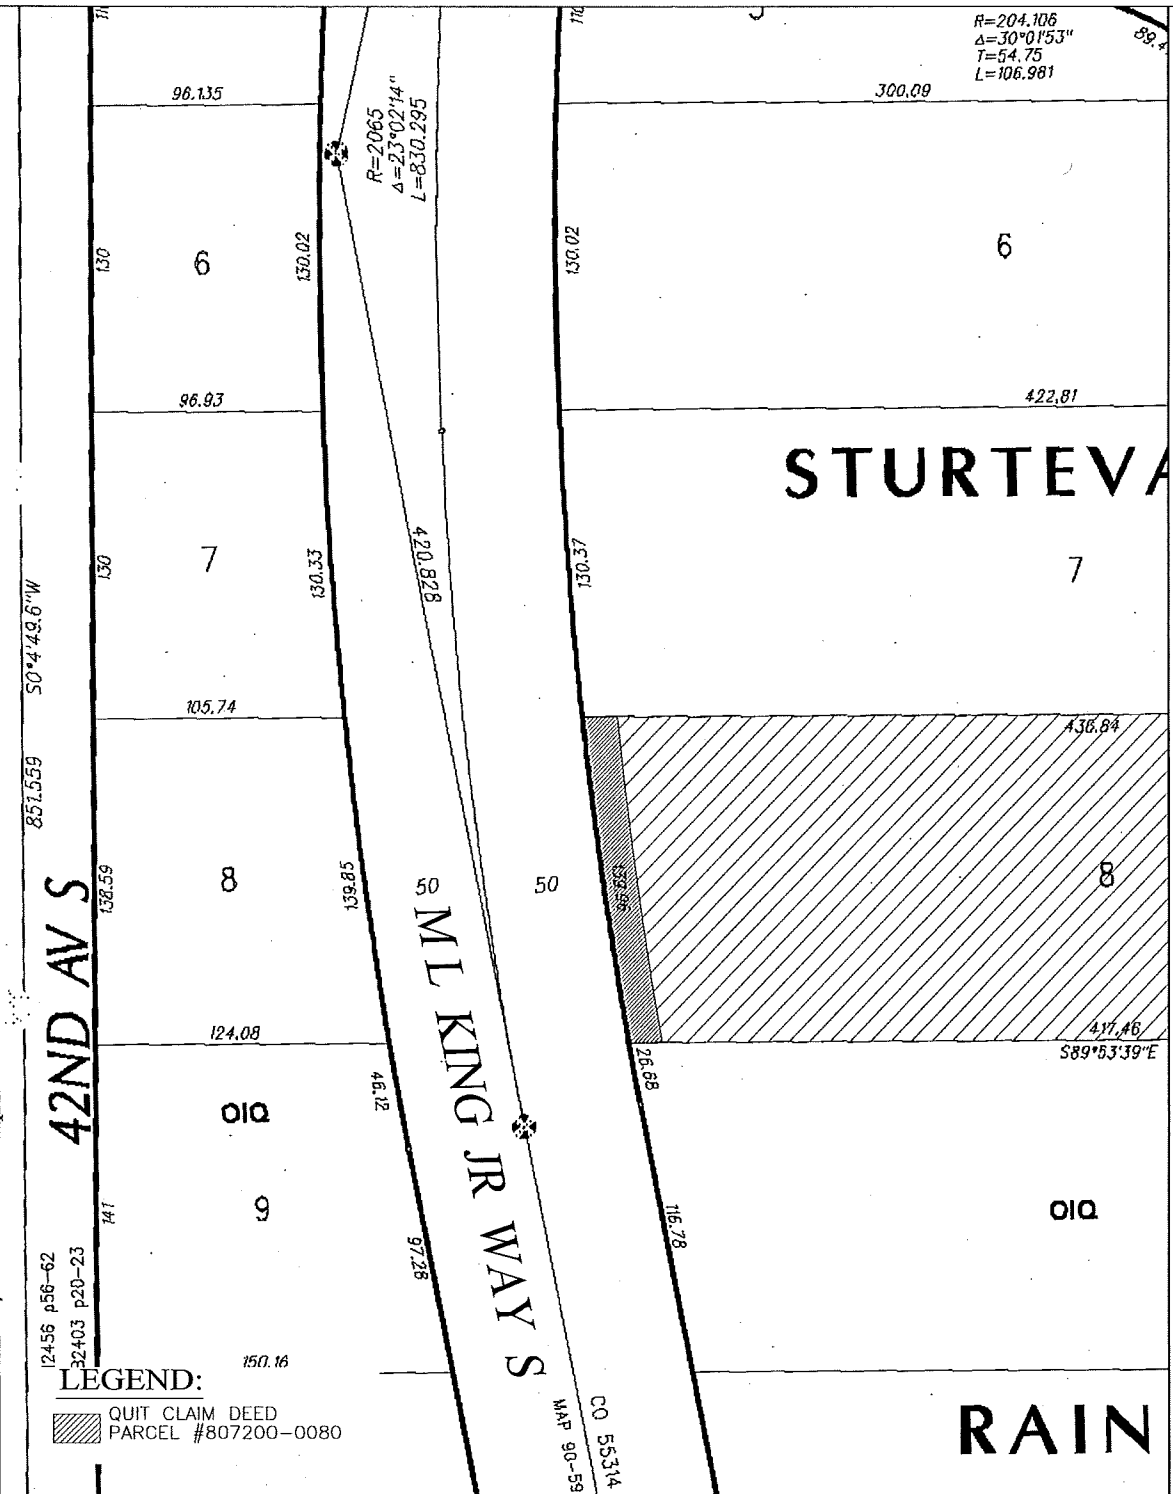 R=204.106
Δ=30°01'53"
T=54.75
L=106.981
96.135
300.09
R=2065
Δ=23°02'14"
L=830.295
130
6
130.02
130.02
6
96.93
422.81
STURTEVA
130
7
130.33
420.828
130.37
7
S0°4'49.6"W
851.559
105.74
436.84
42ND AV S
138.59
8
139.85
50
50
139.96
8
124.08
417.46
S89°53'39"E
ML KING JR WAY S
46.12
26.68
010
9
141
97.28
116.78
010
12456 p56-62
32403 p20-23
150.16
LEGEND:
QUIT CLAIM DEED
PARCEL #807200-0080
CO 55314
MAP 90-59
RAIN